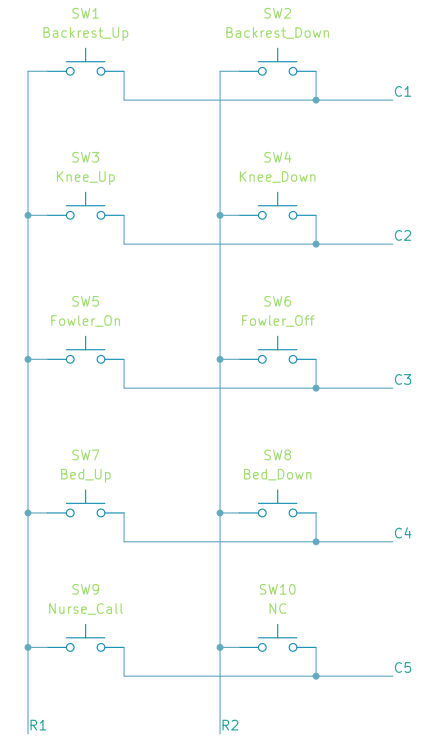 SW1
Backrest_Up
SW2
Backrest_Down
C1
SW3
Knee_Up
SW4
Knee_Down
C2
SW5
Fowler_On
SW6
Fowler_Off
C3
SW7
Bed_Up
SW8
Bed_Down
C4
SW9
Nurse_Call
SW10
NC
C5
R1
R2